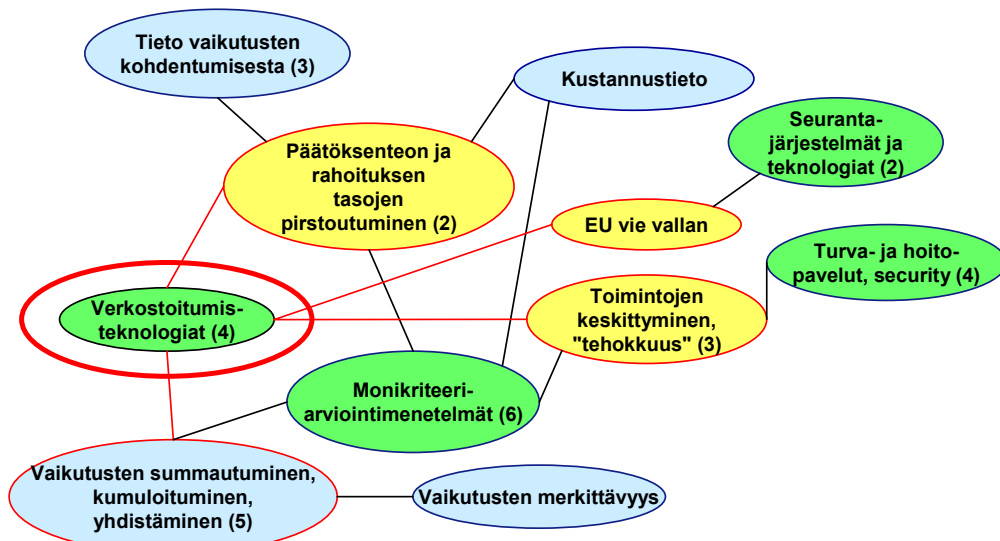 Tieto vaikutusten
kohdentumisesta (3)
Kustannustieto
Seuranta-
järjestelmät ja
teknologiat (2)
Päätöksenteon ja
rahoituksen
tasojen
pirstoutuminen (2)
EU vie vallan
Turva- ja hoito-
pavelut, security (4)
Verkostoitumis-
teknologiat (4)
Toimintojen
keskittyminen,
"tehokkuus" (3)
Monikriteeri-
arviointimenetelmät (6)
Vaikutusten summautuminen,
kumuloituminen,
yhdistäminen (5)
Vaikutusten merkittävyys